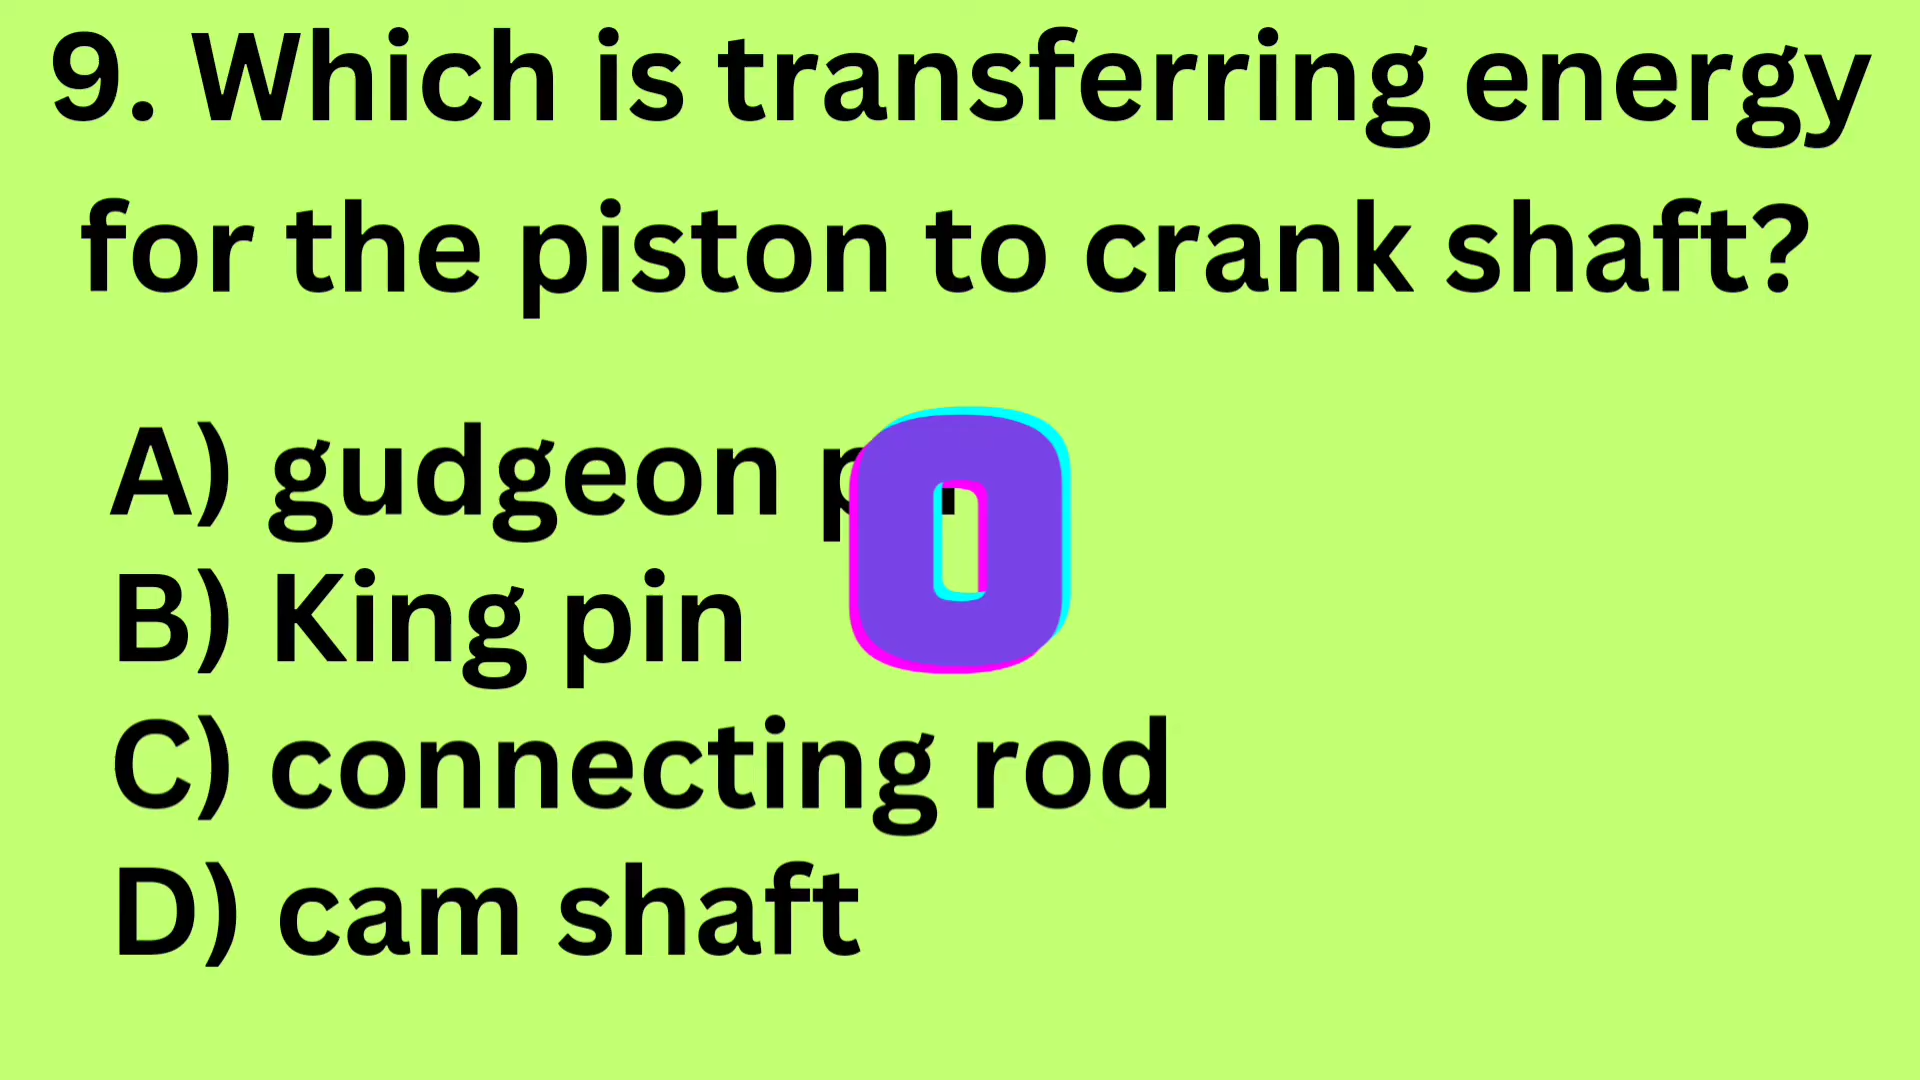 9. Which is transferring energy
for the piston to crank shaft?
A) gudgeon
0
B) King pin
C) connecting rod
D) cam shaft